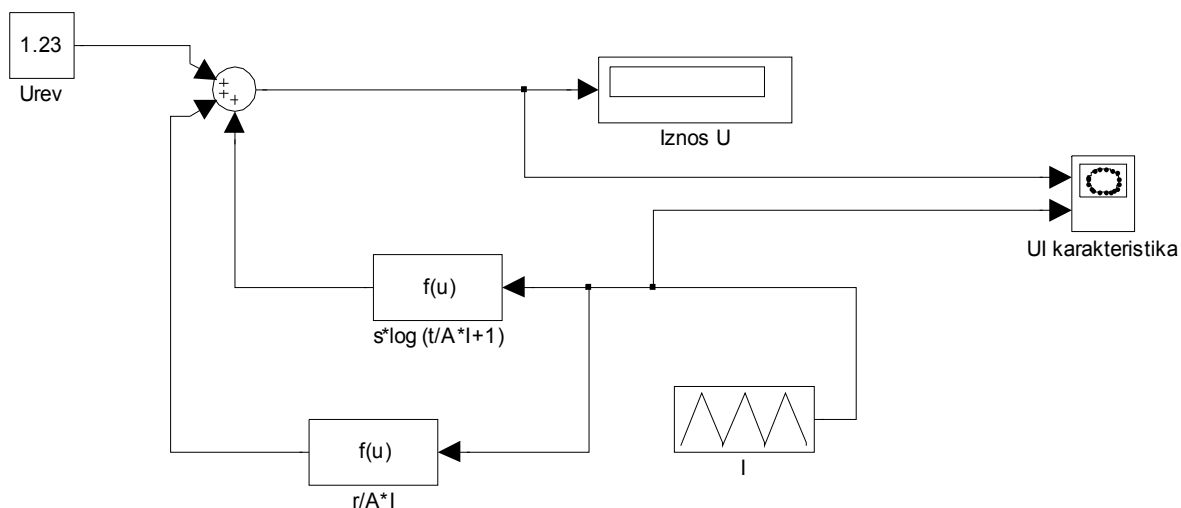 1.23
Urev
+
+
+
Iznos U
UI karakteristika
f(u)
s*log (t/A*I+1)
f(u)
r/A*I
I